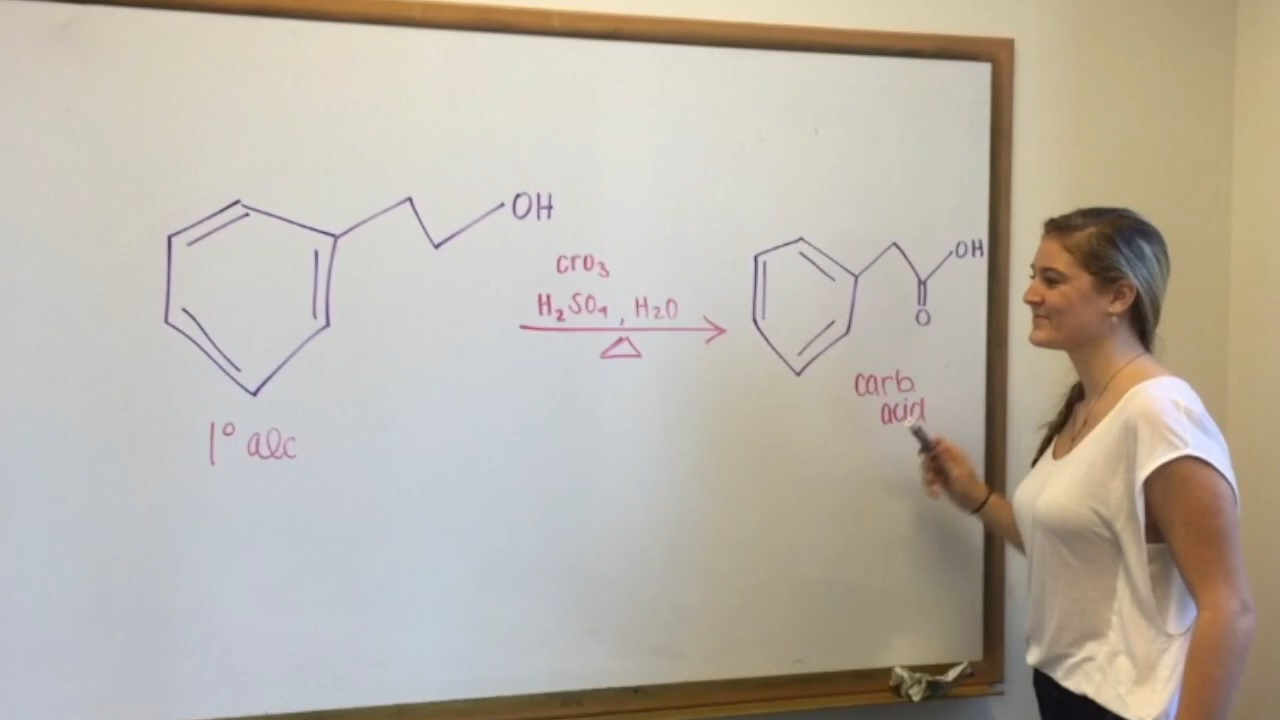 OH
CrO₃
H₂SO₄, H₂O
△
OH
O
carb
acid
1° alc